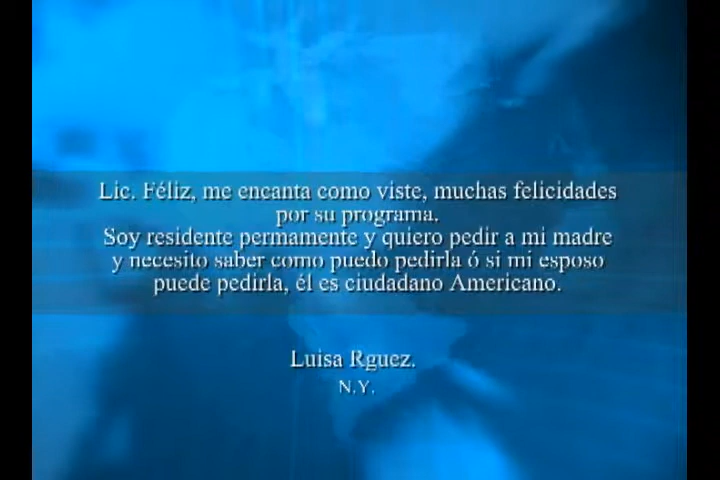 Lic. Féliz, me encanta como viste, muchas felicidades
por su programa.
Soy residente permamente y quiero pedir a mi madre
y necesito saber como puedo pedirla ó si mi esposo
puede pedirla, él es ciudadano Americano.
Luisa Rguez.
N.Y.